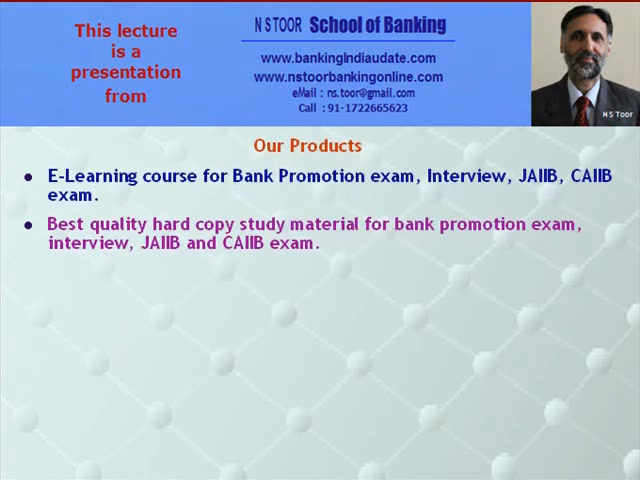 This lecture
is a
presentation
from
N S TOOR School of Banking
www.bankingIndiaudate.com
www.nstoorbankingonline.com
eMail : ns.toor@gmail.com
Call : 91-1722665623
N S Toor
Our Products
E-Learning course for Bank Promotion exam, Interview, JAIIB, CAIIB
exam.
Best quality hard copy study material for bank promotion exam,
interview, JAIIB and CAIIB exam.